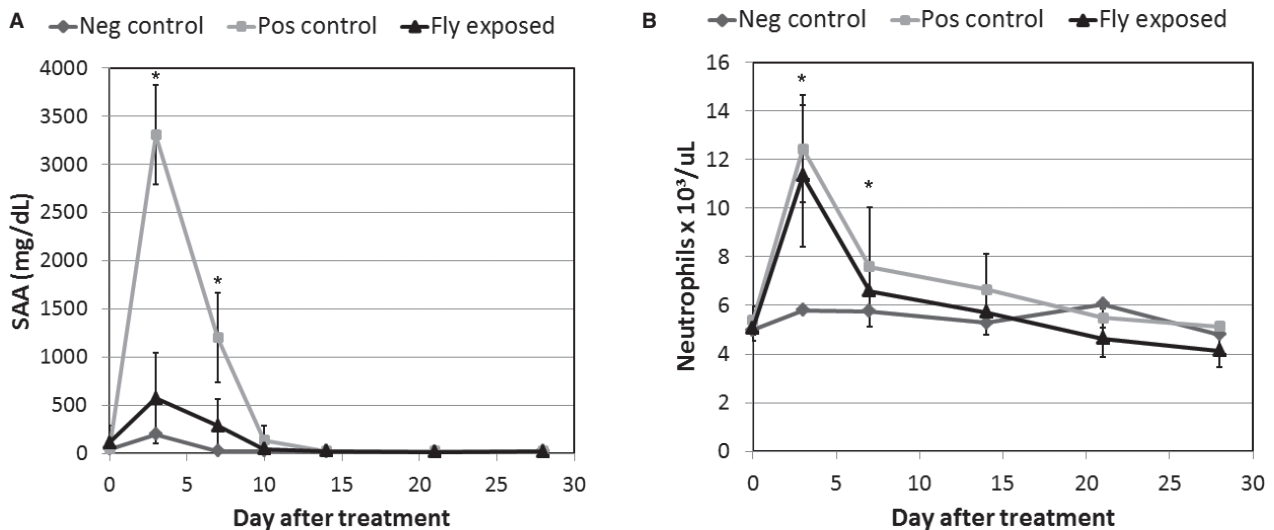 A
Neg control Pos control Fly exposed
4000
3500
3000
2500
2000
1500
1000
500
0
SAA (mg/dL)
*
*
0 5 10 15 20 25 30
Day after treatment
B
Neg control Pos control Fly exposed
16
14
12
10
8
6
4
2
0
Neutrophils x 10³/uL
*
*
0 5 10 15 20 25 30
Day after treatment